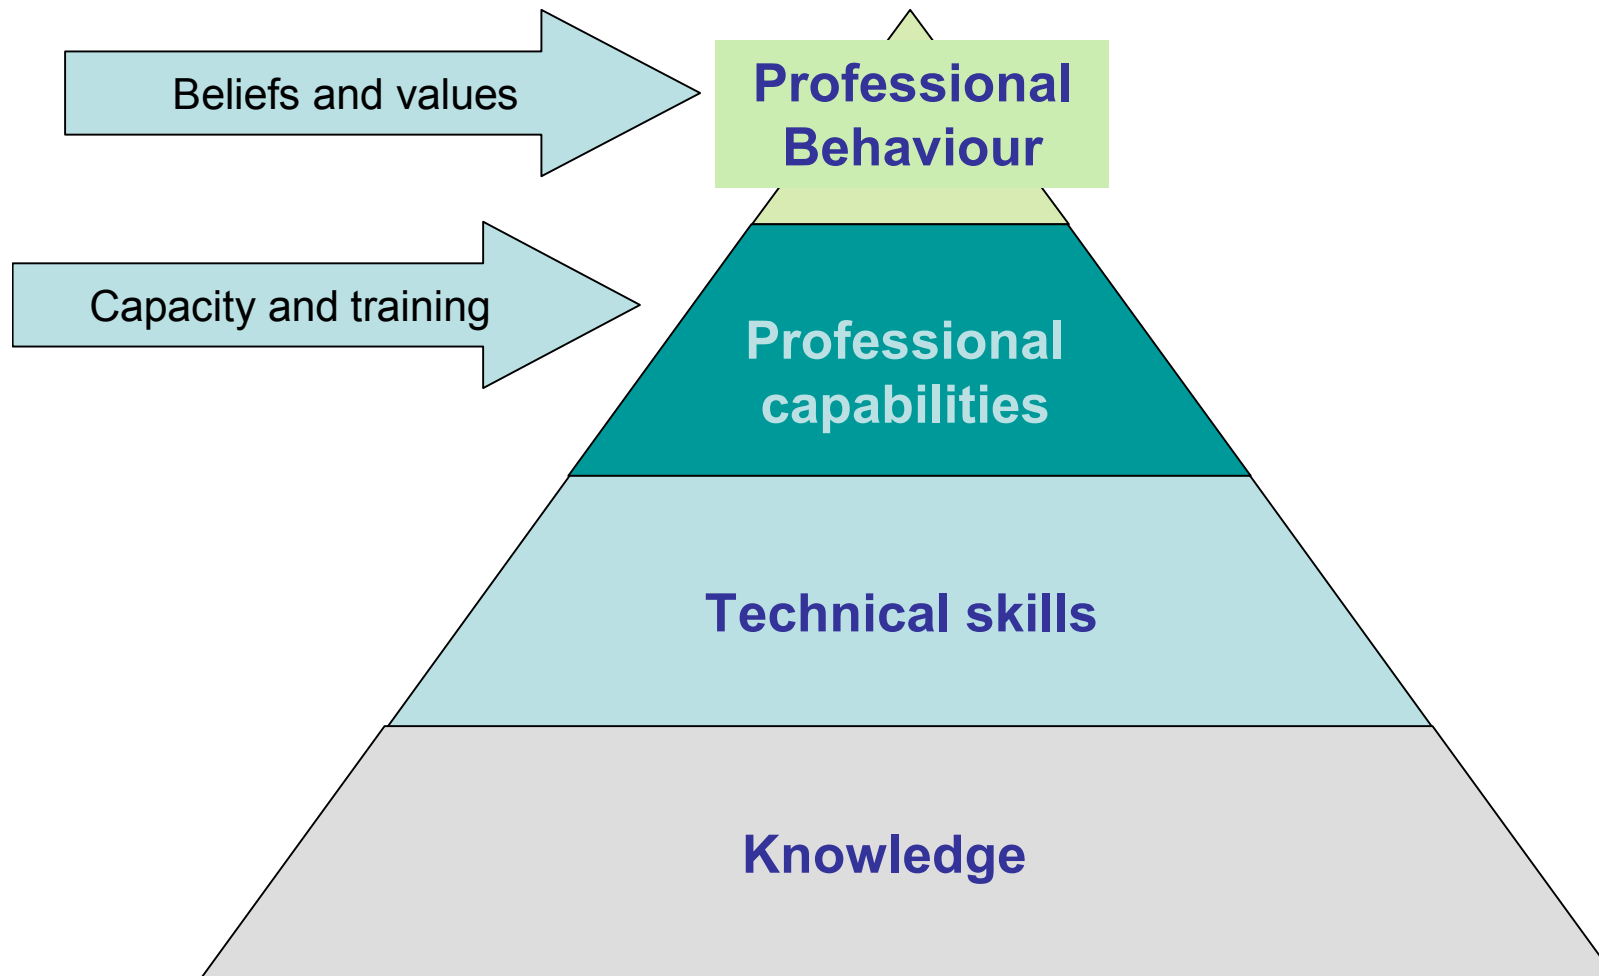 Beliefs and values
Professional
Behaviour
Capacity and training
Professional
capabilities
Technical skills
Knowledge